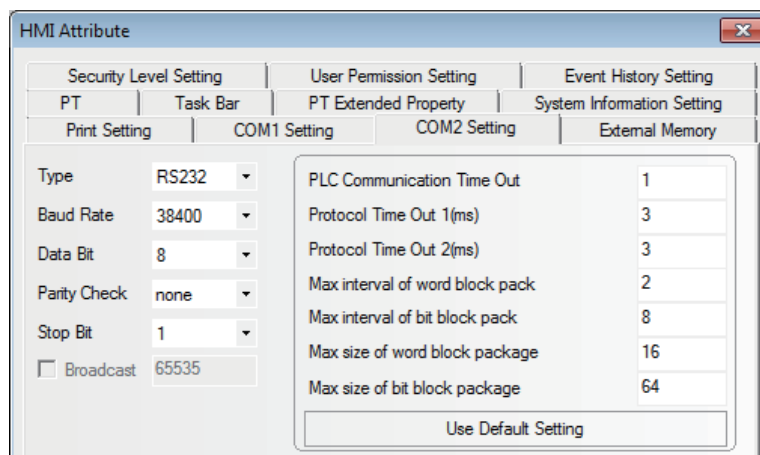 HMI Attribute
Security Level Setting User Permission Setting Event History Setting
PT Task Bar PT Extended Property System Information Setting
Print Setting COM1 Setting COM2 Setting External Memory
Type RS232
Baud Rate 38400
Data Bit 8
Parity Check none
Stop Bit 1
Broadcast 65535
PLC Communication Time Out 1
Protocol Time Out 1(ms) 3
Protocol Time Out 2(ms) 3
Max interval of word block pack 2
Max interval of bit block pack 8
Max size of word block package 16
Max size of bit block package 64
Use Default Setting